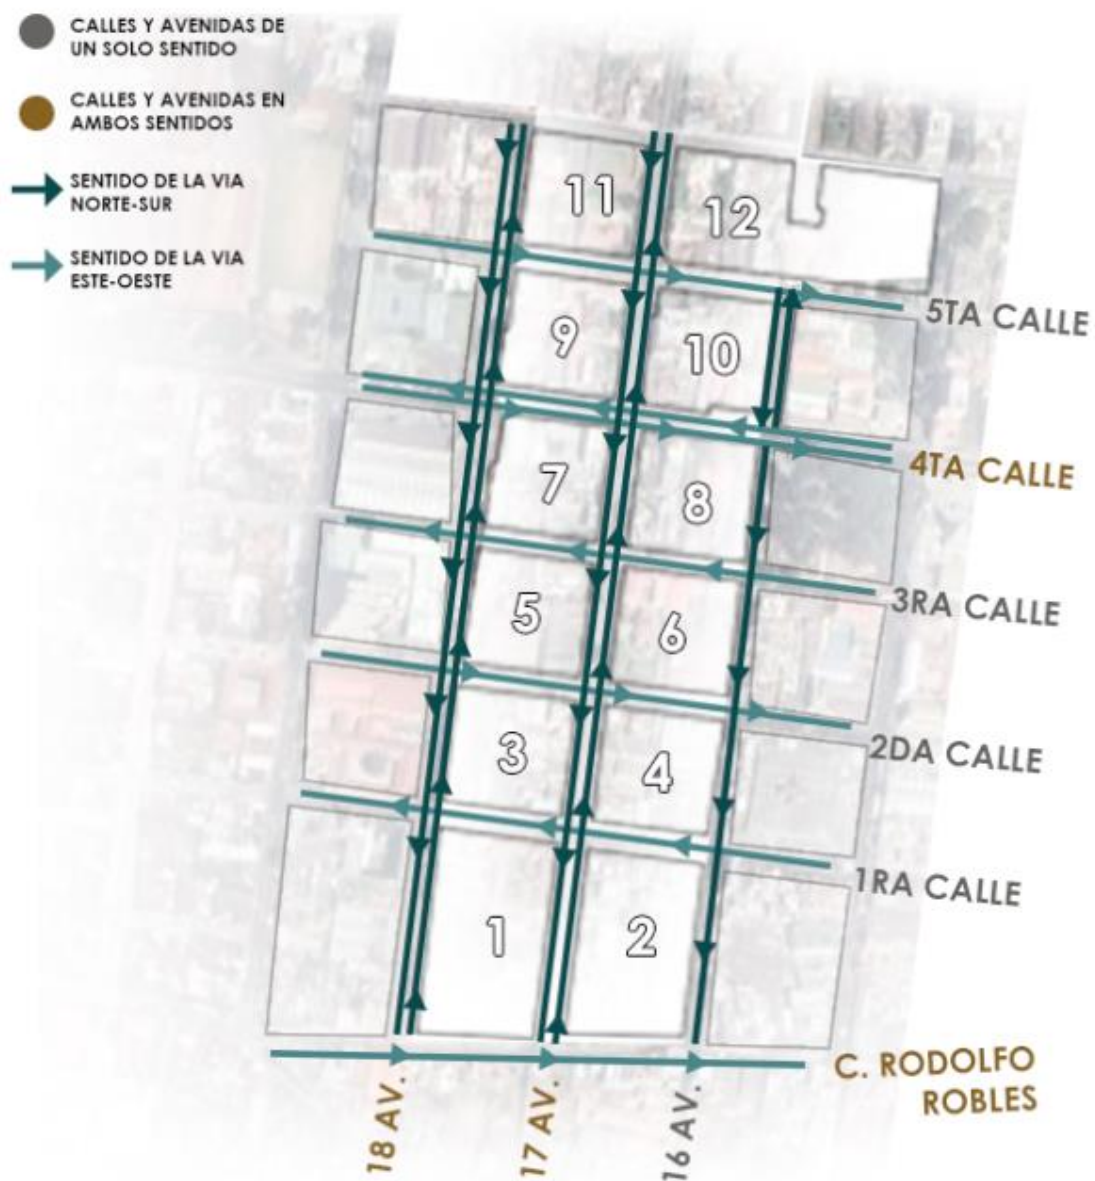 CALLES Y AVENIDAS DE
UN SOLO SENTIDO
CALLES Y AVENIDAS EN
AMBOS SENTIDOS
SENTIDO DE LA VIA
NORTE-SUR
SENTIDO DE LA VIA
ESTE-OESTE
11
12
5TA CALLE
9
10
4TA CALLE
7
8
3RA CALLE
5
6
2DA CALLE
3
4
1RA CALLE
1
2
C. RODOLFO
ROBLES
18 AV.
17 AV.
16 AV.